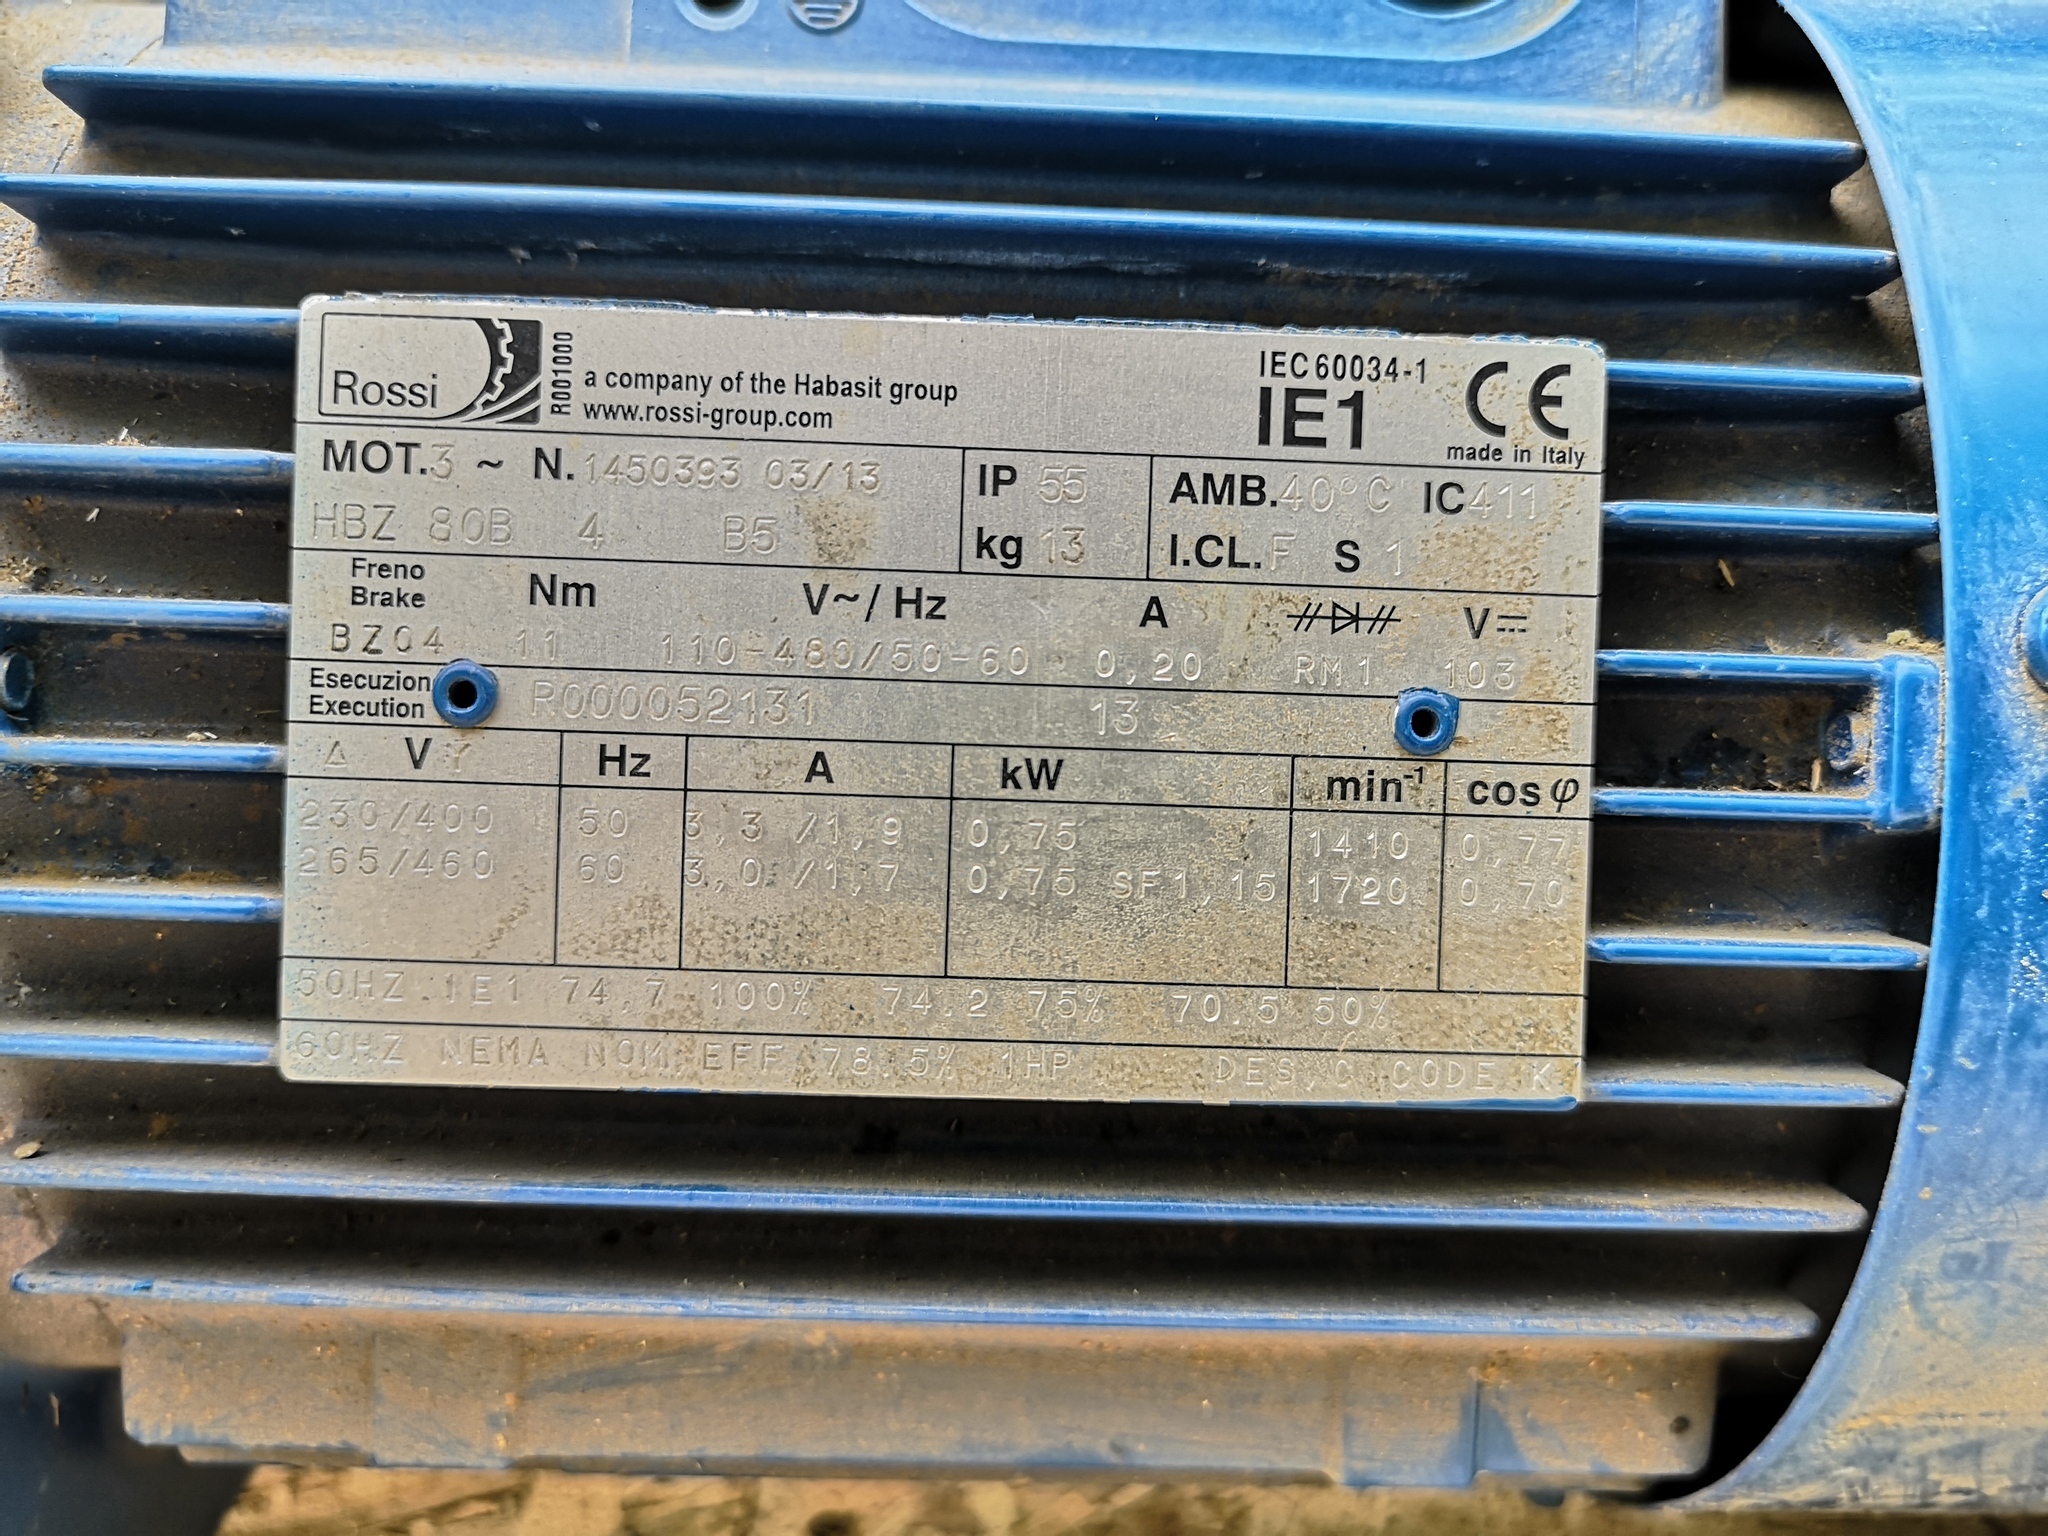 Rossi
R001000
a company of the Habasit group
www.rossi-group.com
IEC 60034-1
IE1
CE
made in Italy
MOT.3 ~ N.1450393 03/13
HBZ 80B 4 B5
IP 55
kg 13
AMB.40°C IC411
I.CL.F S 1
Freno
Brake
Nm V~/Hz A V⎓
BZ04 11 110-480/50-60 0,20 RM1 103
Esecuzion
Execution
R000052131 13
Δ V Y Hz A kW min-1 cos φ
230/400 50 3,3 /1,9 0,75 1410 0,77
265/460 60 3,0 /1,7 0,75 SF1,15 1720 0,70
50HZ IE1 74,7 100% 74.2 75% 70.5 50%
60HZ NEMA NOM EFF 78.5% 1HP DES C CODE K